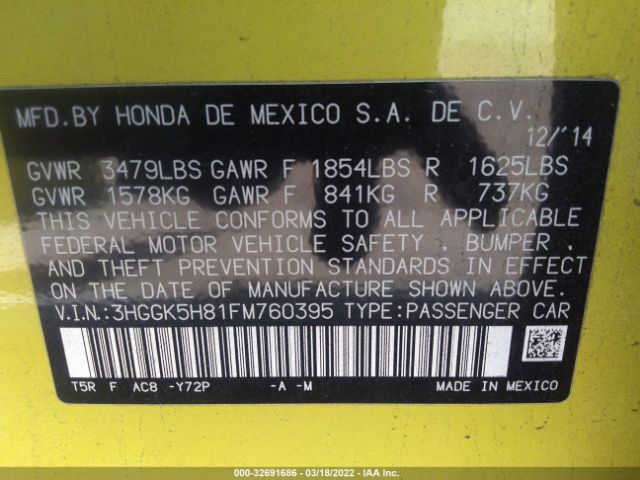 MFD.BY HONDA DE MEXICO S.A. DE C.V.
12/'14
GVWR 3479LBS GAWR F 1854LBS R 1625LBS
GVWR 1578KG GAWR F 841KG R 737KG
THIS VEHICLE CONFORMS TO ALL APPLICABLE
FEDERAL MOTOR VEHICLE SAFETY , BUMPER ,
AND THEFT PREVENTION STANDARDS IN EFFECT
ON THE DATE OF MANUFACTURE SHOWN ABOVE.
V.I.N.:3HGGK5H81FM760395 TYPE:PASSENGER CAR
T5R F AC8 -Y72P -A -M MADE IN MEXICO
000-32691686 - 03/18/2022 - IAA Inc.